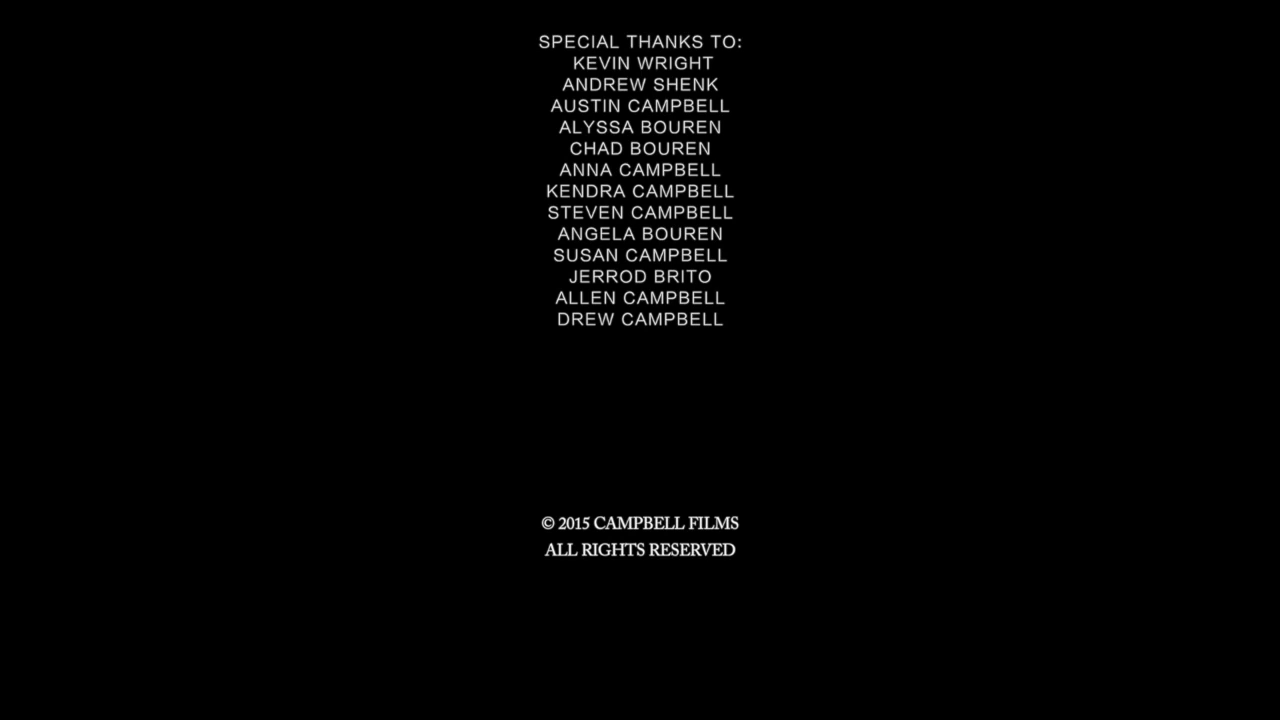 SPECIAL THANKS TO:
KEVIN WRIGHT
ANDREW SHENK
AUSTIN CAMPBELL
ALYSSA BOUREN
CHAD BOUREN
ANNA CAMPBELL
KENDRA CAMPBELL
STEVEN CAMPBELL
ANGELA BOUREN
SUSAN CAMPBELL
JERROD BRITO
ALLEN CAMPBELL
DREW CAMPBELL
© 2015 CAMPBELL FILMS
ALL RIGHTS RESERVED